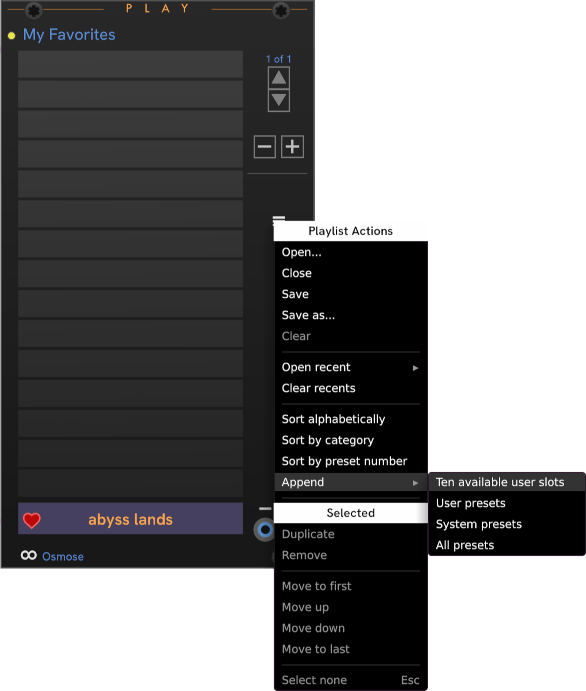 PLAY
My Favorites
1 of 1
Playlist Actions
Open...
Close
Save
Save as...
Clear
Open recent
Clear recents
Sort alphabetically
Sort by category
Sort by preset number
Append
Ten available user slots
User presets
System presets
All presets
Selected
abyss lands
Duplicate
Remove
Osmose
Move to first
Move up
Move down
Move to last
Select none Esc